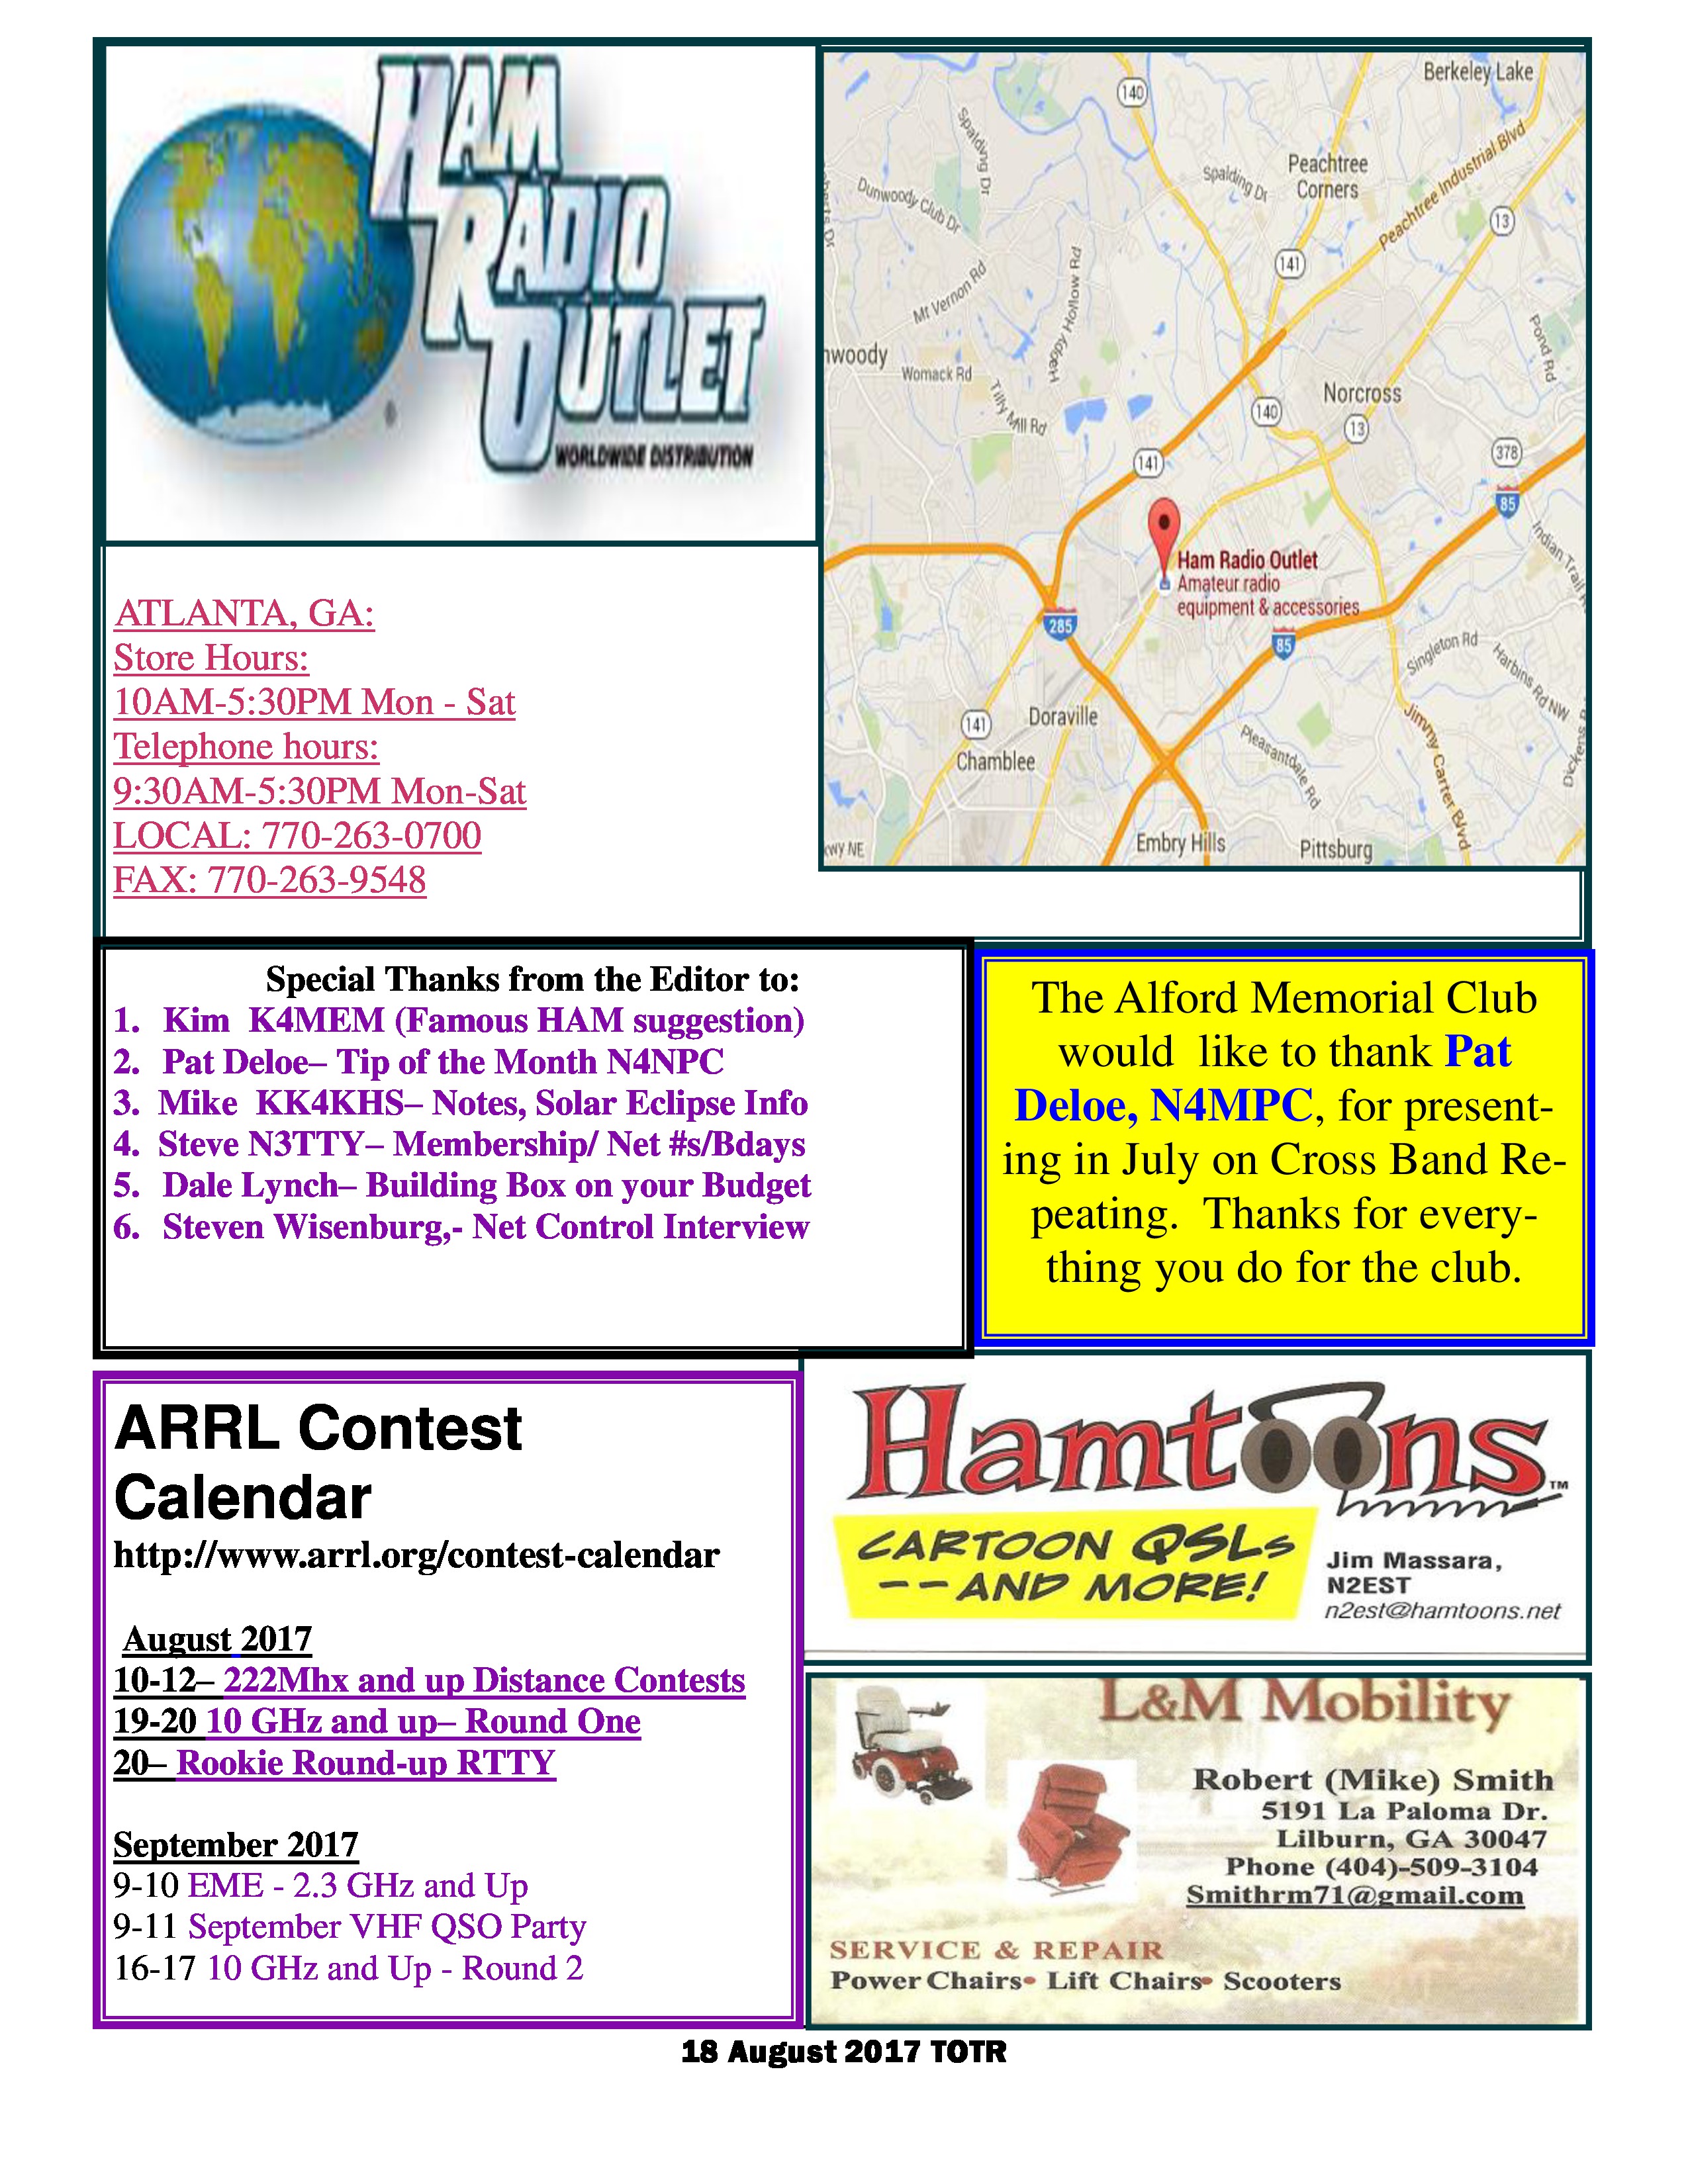 HAM
RADIO
OUTLET
WORLDWIDE DISTRIBUTION
ATLANTA, GA:
Store Hours:
10AM-5:30PM Mon - Sat
Telephone hours:
9:30AM-5:30PM Mon-Sat
LOCAL: 770-263-0700
FAX: 770-263-9548
Berkeley Lake
140
Spalding Dr
Peachtree
Corners
Spalding Dr
Peachtree Industrial Blvd
Dunwoody Club Dr
13
141
Mt Vernon Rd
Happy Hollow Rd
Pond Rd
nwoody
Womack Rd
Tilly Mill Rd
Norcross
140
13
141
378
85
Indian Trail
Ham Radio Outlet
Amateur radio
equipment & accessories
285
85
Singleton Rd
Harbins Rd NW
Jimmy Carter Blvd
141
Doraville
Pleasantdale Rd
Dickens
Chamblee
Embry Hills
Pittsburg
wy NE
Special Thanks from the Editor to:
1. Kim K4MEM (Famous HAM suggestion)
2. Pat Deloe– Tip of the Month N4NPC
3. Mike KK4KHS– Notes, Solar Eclipse Info
4. Steve N3TTY– Membership/ Net #s/Bdays
5. Dale Lynch– Building Box on your Budget
6. Steven Wisenburg,- Net Control Interview
The Alford Memorial Club
would like to thank Pat
Deloe, N4MPC, for present-
ing in July on Cross Band Re-
peating. Thanks for every-
thing you do for the club.
ARRL Contest
Calendar
http://www.arrl.org/contest-calendar
August 2017
10-12– 222Mhx and up Distance Contests
19-20 10 GHz and up– Round One
20– Rookie Round-up RTTY
September 2017
9-10 EME - 2.3 GHz and Up
9-11 September VHF QSO Party
16-17 10 GHz and Up - Round 2
Hamtoons™
CARTOON QSLs
--AND MORE!
Jim Massara,
N2EST
n2est@hamtoons.net
L&M Mobility
Robert (Mike) Smith
5191 La Paloma Dr.
Lilburn, GA 30047
Phone (404)-509-3104
Smithrm71@gmail.com
SERVICE & REPAIR
Power Chairs• Lift Chairs• Scooters
18 August 2017 TOTR